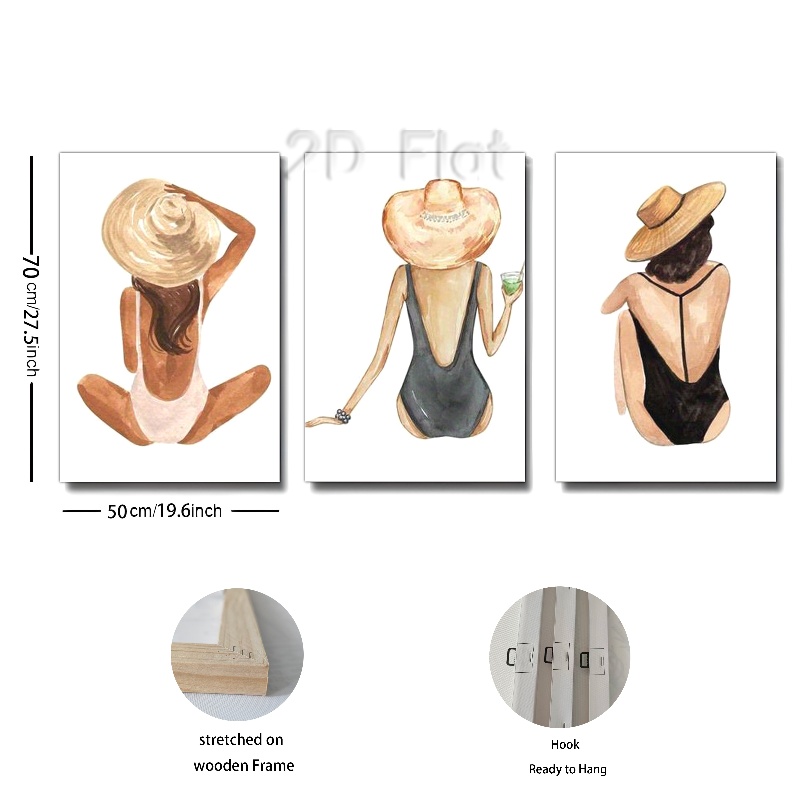 2D Flat
70 cm/27.5inch
50cm/19.6inch
stretched on
wooden Frame
Hook
Ready to Hang